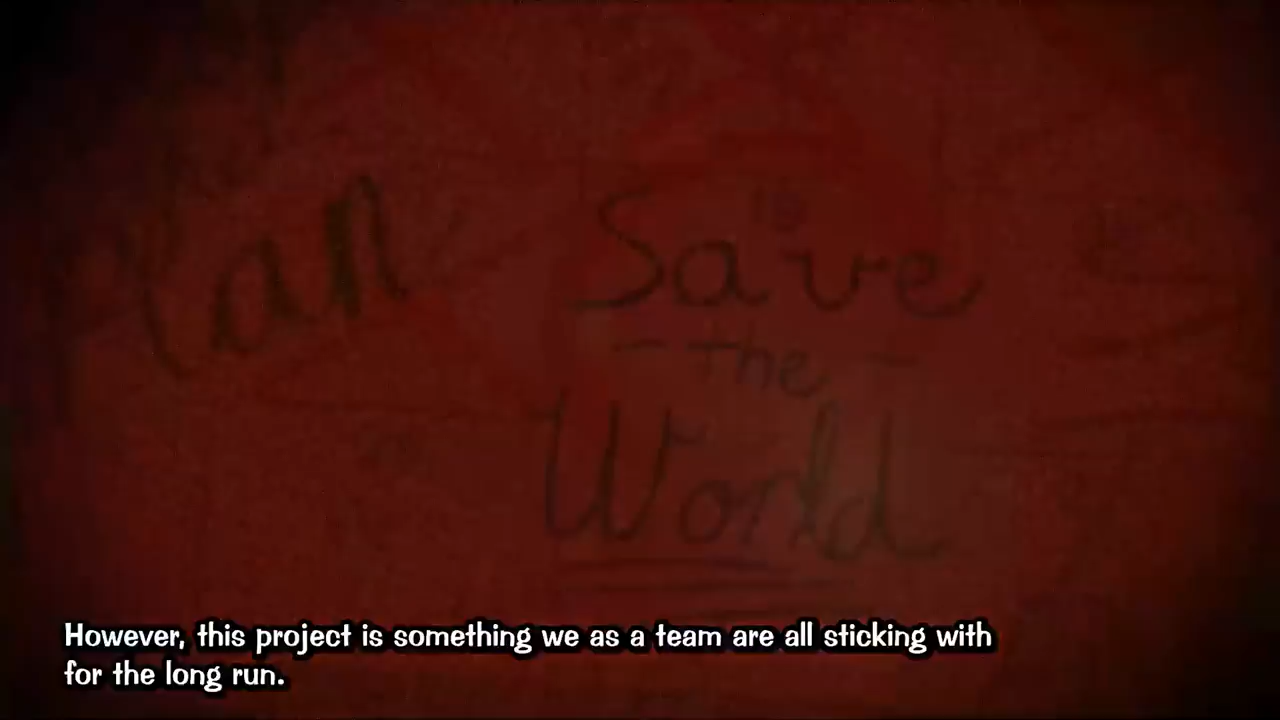 Save
- the -
World
However, this project is something we as a team are all sticking with
for the long run.